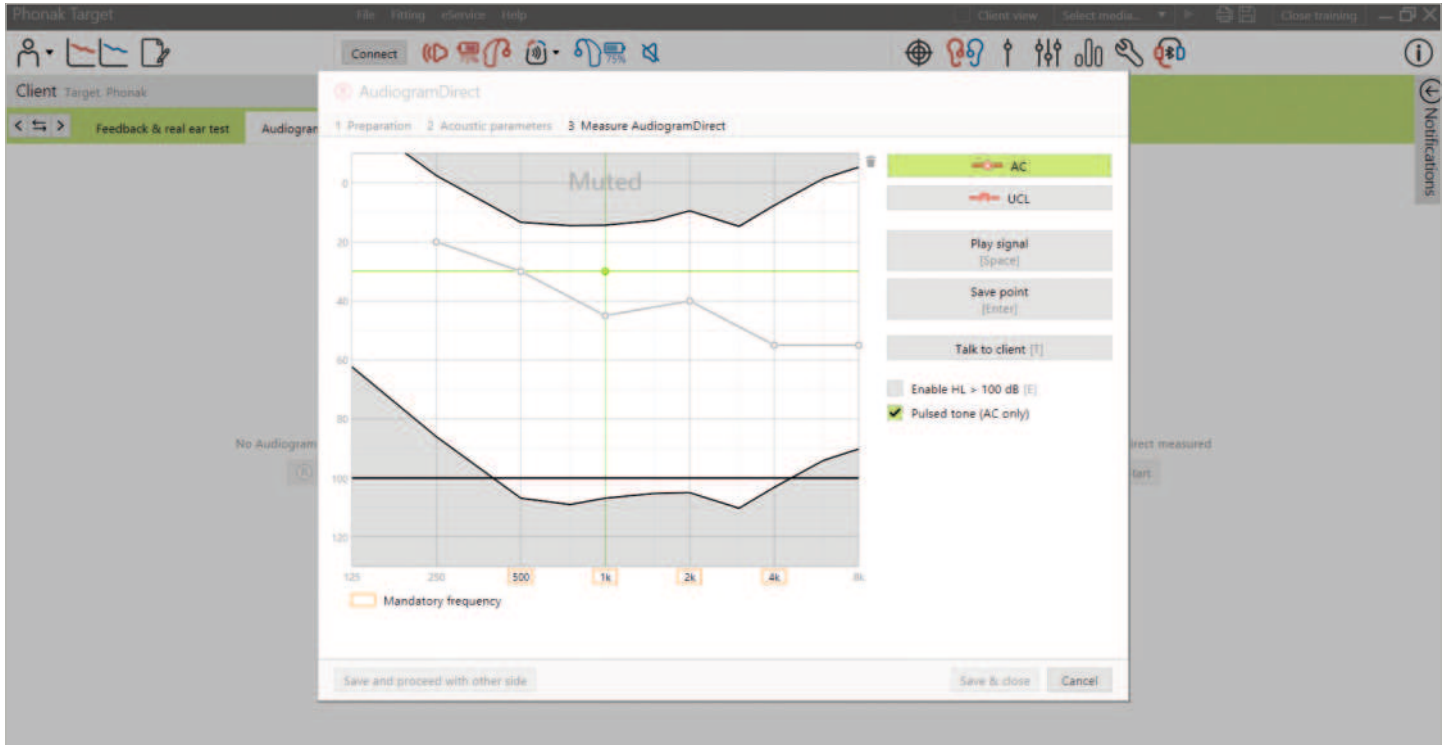 Phonak Target File Fitting eService Help Client view Select media... Close training
Connect 75%
Client Target, Phonak
Notifications
Feedback & real ear test
Audiogram
AudiogramDirect
1 Preparation 2 Acoustic parameters 3 Measure AudiogramDirect
Muted
0
20
40
60
80
100
120
125 250 500 1k 2k 4k 8k
Mandatory frequency
AC
UCL
Play signal
[Space]
Save point
[Enter]
Talk to client [T]
Enable HL > 100 dB [E]
Pulsed tone (AC only)
No Audiogram
irect measured
tart
Save and proceed with other side Save & close Cancel